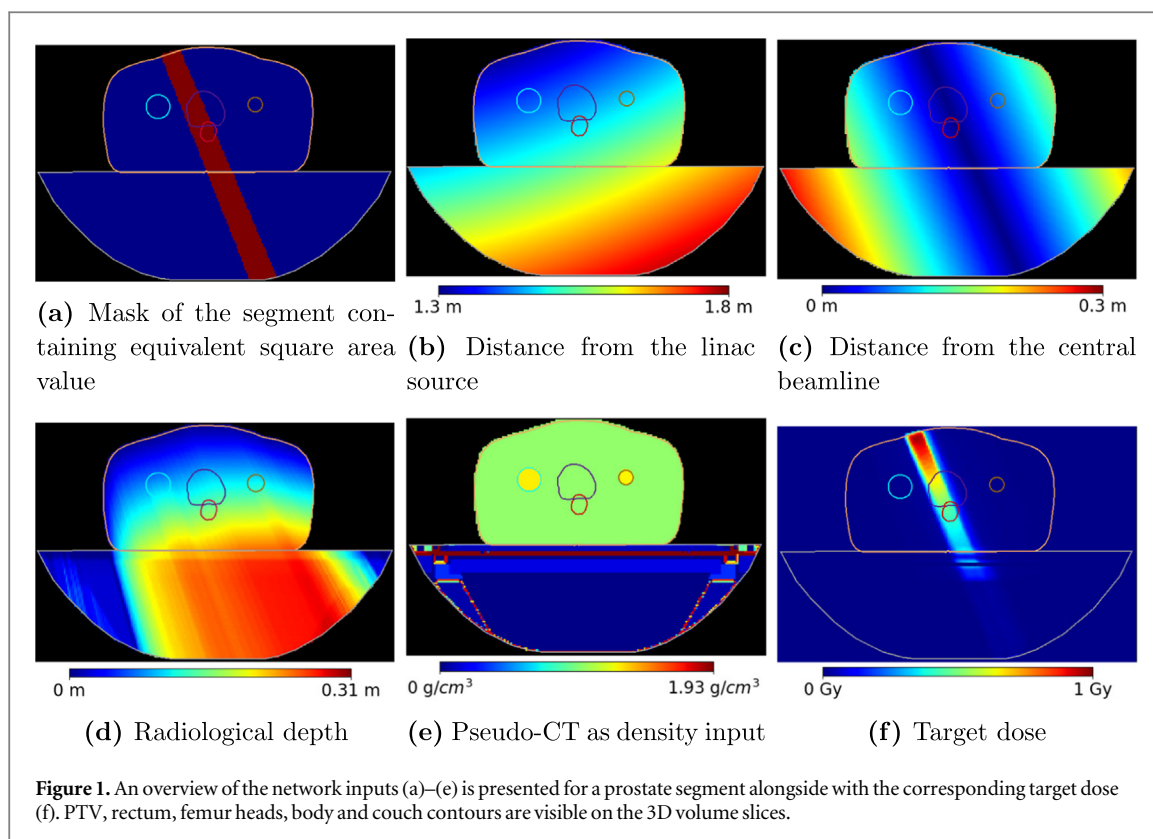 1.3 m 1.8 m
0 m 0.3 m
(a) Mask of the segment con-
taining equivalent square area
value
(b) Distance from the linac
source
(c) Distance from the central
beamline
0 m 0.31 m
0 g/cm³ 1.93 g/cm³
0 Gy 1 Gy
(d) Radiological depth
(e) Pseudo-CT as density input
(f) Target dose
Figure 1. An overview of the network inputs (a)–(e) is presented for a prostate segment alongside with the corresponding target dose
(f). PTV, rectum, femur heads, body and couch contours are visible on the 3D volume slices.